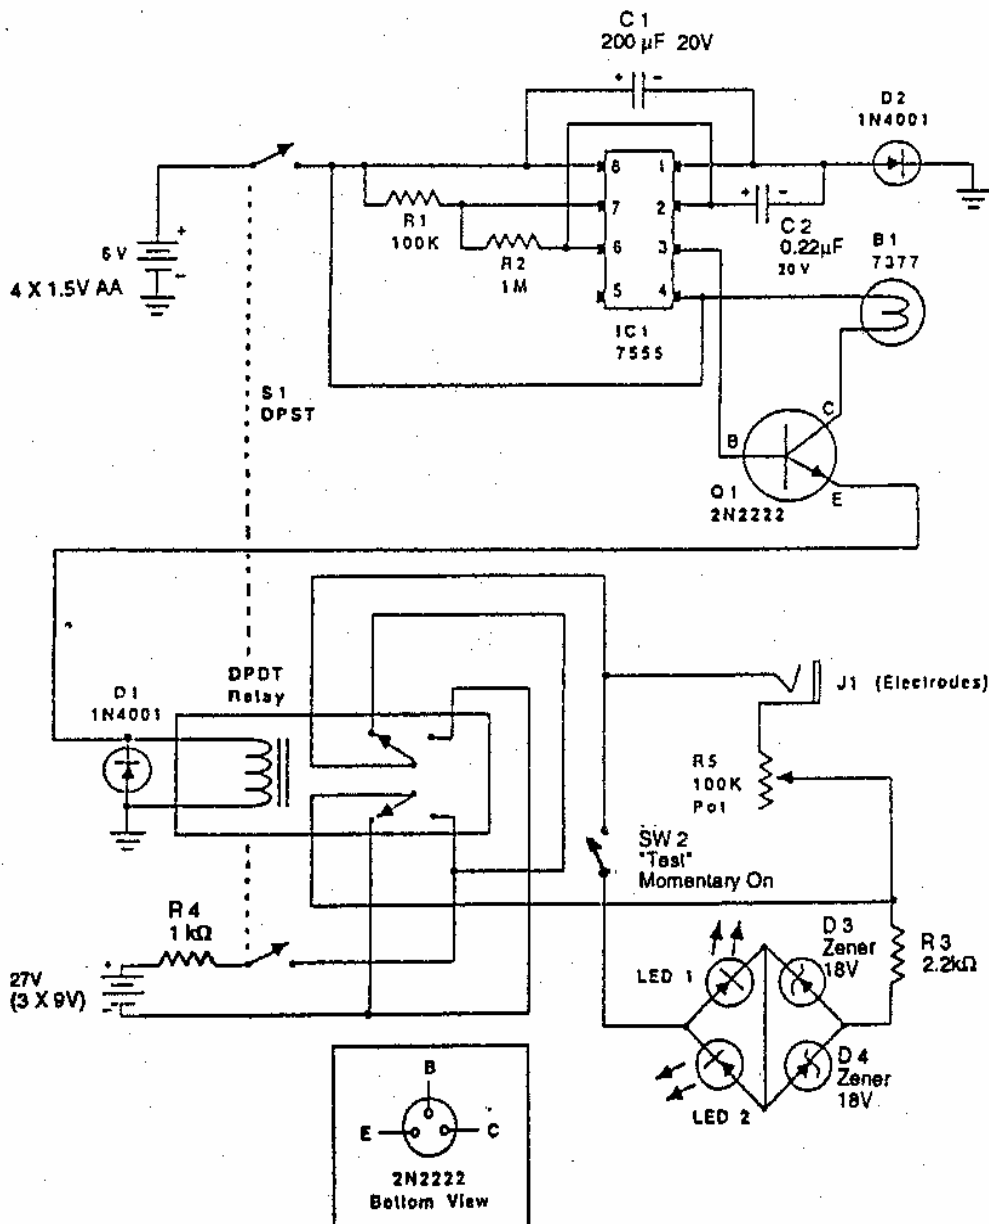 C 1
200 µF 20V
+ -
D2
1N4001
8 1
7 2
6 3
5 4
R1
100K
R2
1M
+ -
C 2
0.22µF
20 V
B 1
7377
6V
+
-
4 X 1.5V AA
IC1
7555
S1
DPST
B
C
E
Q1
2N2222
DPDT
Relay
D1
1N4001
J1 (Electrodes)
R5
100K
Pot
SW 2
"Test"
Momentary On
R 4
1 kΩ
+
-
27V
(3 X 9V)
LED 1
D 3
Zener
18V
R 3
2.2kΩ
D 4
Zener
18V
LED 2
B
E C
2N2222
Bottom View